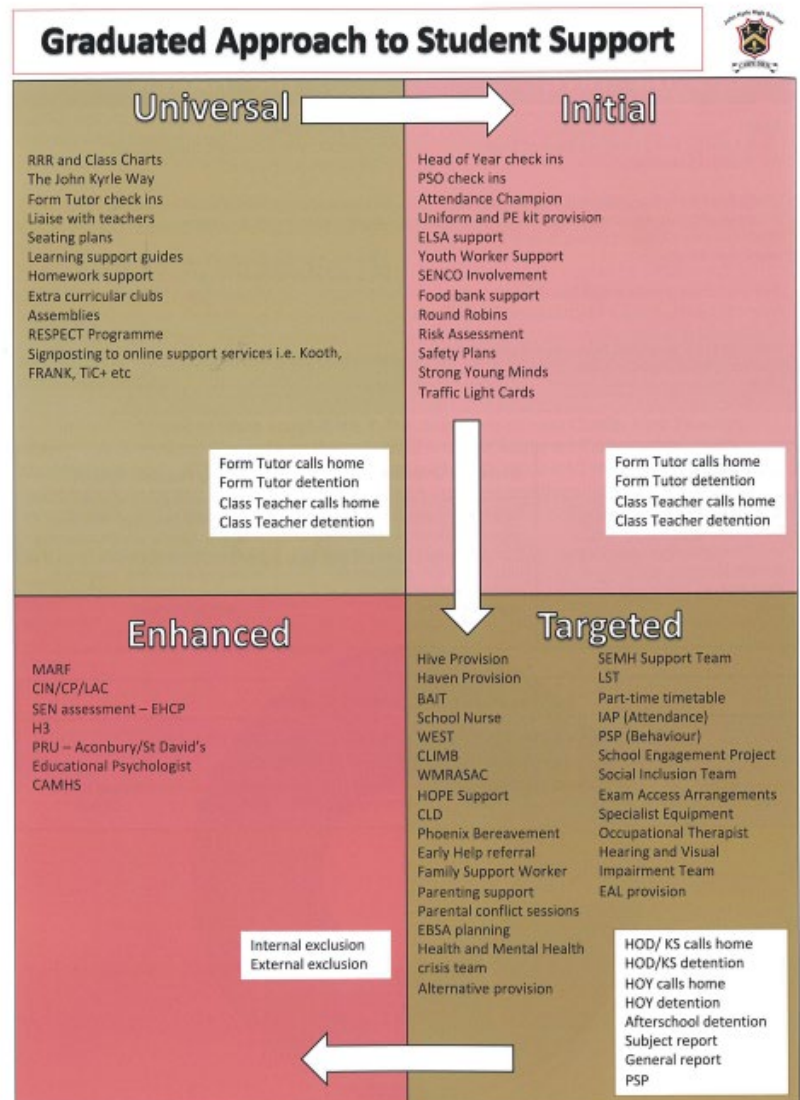 Graduated Approach to Student Support
John Kyrle High School
Universal
RRR and Class Charts
The John Kyrle Way
Form Tutor check ins
Liaise with teachers
Seating plans
Learning support guides
Homework support
Extra curricular clubs
Assemblies
RESPECT Programme
Signposting to online support services i.e. Kooth,
FRANK, TiC+ etc
Form Tutor calls home
Form Tutor detention
Class Teacher calls home
Class Teacher detention
Initial
Head of Year check ins
PSO check ins
Attendance Champion
Uniform and PE kit provision
ELSA support
Youth Worker Support
SENCO Involvement
Food bank support
Round Robins
Risk Assessment
Safety Plans
Strong Young Minds
Traffic Light Cards
Form Tutor calls home
Form Tutor detention
Class Teacher calls home
Class Teacher detention
Enhanced
MARF
CIN/CP/LAC
SEN assessment – EHCP
H3
PRU – Aconbury/St David's
Educational Psychologist
CAMHS
Internal exclusion
External exclusion
Targeted
Hive Provision
Haven Provision
BAIT
School Nurse
WEST
CLIMB
WMRASAC
HOPE Support
CLD
Phoenix Bereavement
Early Help referral
Family Support Worker
Parenting support
Parental conflict sessions
EBSA planning
Health and Mental Health
crisis team
Alternative provision
SEMH Support Team
LST
Part-time timetable
IAP (Attendance)
PSP (Behaviour)
School Engagement Project
Social Inclusion Team
Exam Access Arrangements
Specialist Equipment
Occupational Therapist
Hearing and Visual
Impairment Team
EAL provision
HOD/ KS calls home
HOD/KS detention
HOY calls home
HOY detention
Afterschool detention
Subject report
General report
PSP